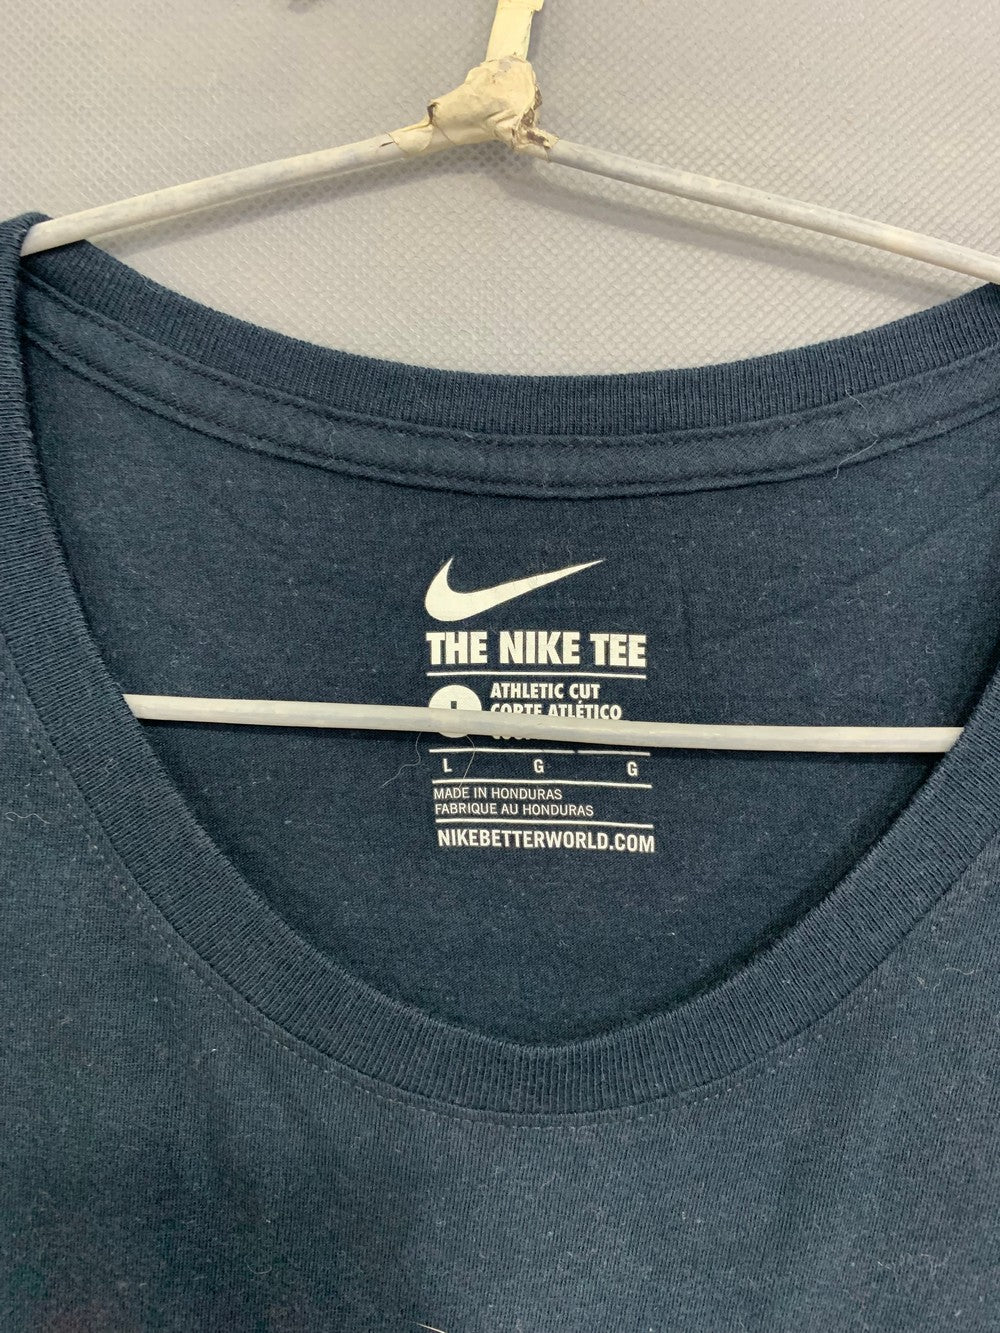 THE NIKE TEE
L
ATHLETIC CUT
CORTE ATLÉTICO
L G G
MADE IN HONDURAS
FABRIQUE AU HONDURAS
NIKEBETTERWORLD.COM